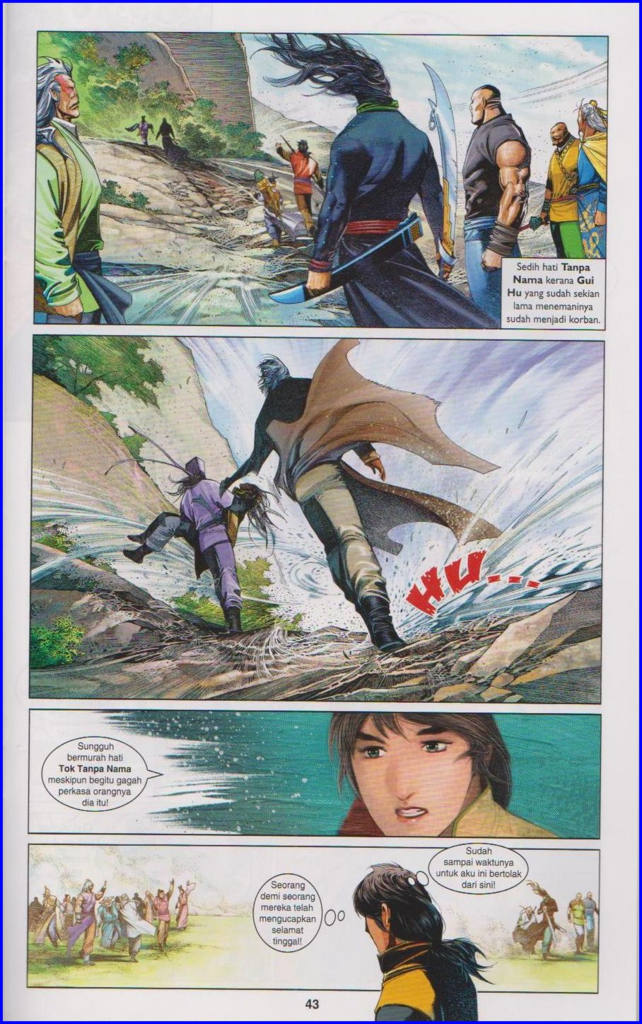 Sedih hati Tanpa
Nama kerana Gui
Hu yang sudah sekian
lama menemaninya
sudah menjadi korban.
HU...
Sungguh
bermurah hati
Tok Tanpa Nama
meskipun begitu gagah
perkasa orangnya
dia itu!
Seorang
demi seorang
mereka telah
mengucapkan
selamat
tinggal!
Sudah
sampai waktunya
untuk aku ini bertolak
dari sini!
43